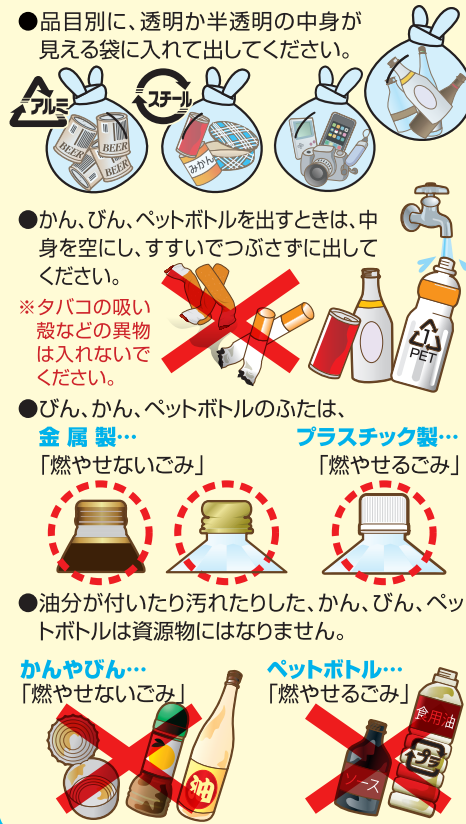 ●品目別に、透明か半透明の中身が
見える袋に入れて出してください。
アルミ
スチール
BEER
BEER
BEER
BEER
みかん
●かん、びん、ペットボトルを出すときは、中
身を空にし、すすいでつぶさずに出して
ください。
※タバコの吸い
殻などの異物
は入れないで
ください。
PET
●びん、かん、ペットボトルのふたは、
金属製…
「燃やせないごみ」
プラスチック製…
「燃やせるごみ」
●油分が付いたり汚れたりした、かん、びん、ペッ
トボトルは資源物にはなりません。
かんやびん…
「燃やせないごみ」
油
ペットボトル…
「燃やせるごみ」
ソース
食用油
プラ